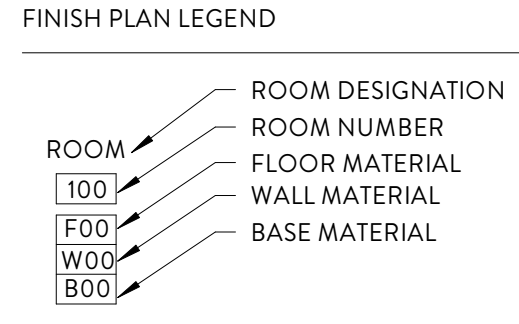 FINISH PLAN LEGEND
ROOM DESIGNATION
ROOM NUMBER
FLOOR MATERIAL
WALL MATERIAL
BASE MATERIAL
ROOM
100
F00
W00
B00